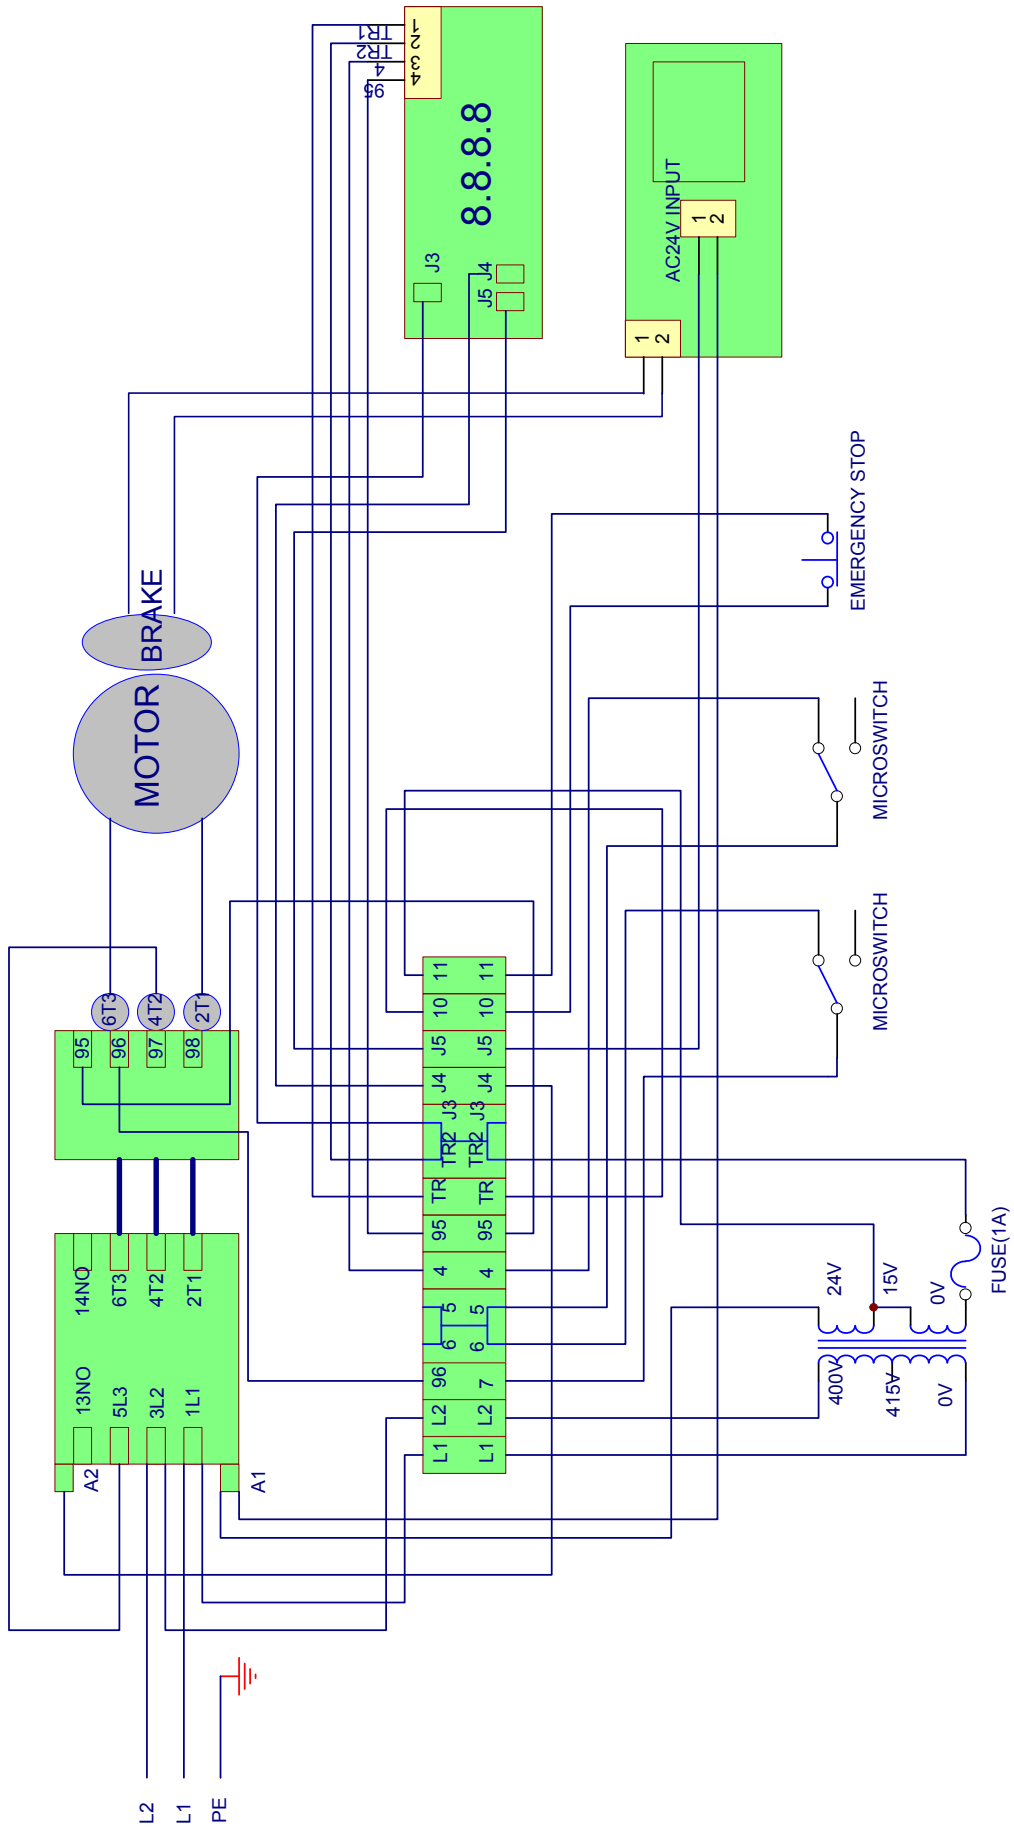 1
2
3
4
TR1
TR2
4
95
8.8.8.8
J3
J4
J5
AC24V INPUT
1
2
1
2
EMERGENCY STOP
BRAKE
MOTOR
MICROSWITCH
MICROSWITCH
6T3
4T2
2T1
95
96
97
98
14NO
6T3
4T2
2T1
13NO
5L3
3L2
1L1
A2
A1
11
10
J5
J4
J3
TR2
TR
95
4
5
6
96
L2
L1
11
10
J5
J4
J3
TR2
TR
95
4
5
6
7
L2
L1
24V
15V
0V
400V
415V
0V
FUSE(1A)
L2
L1
PE